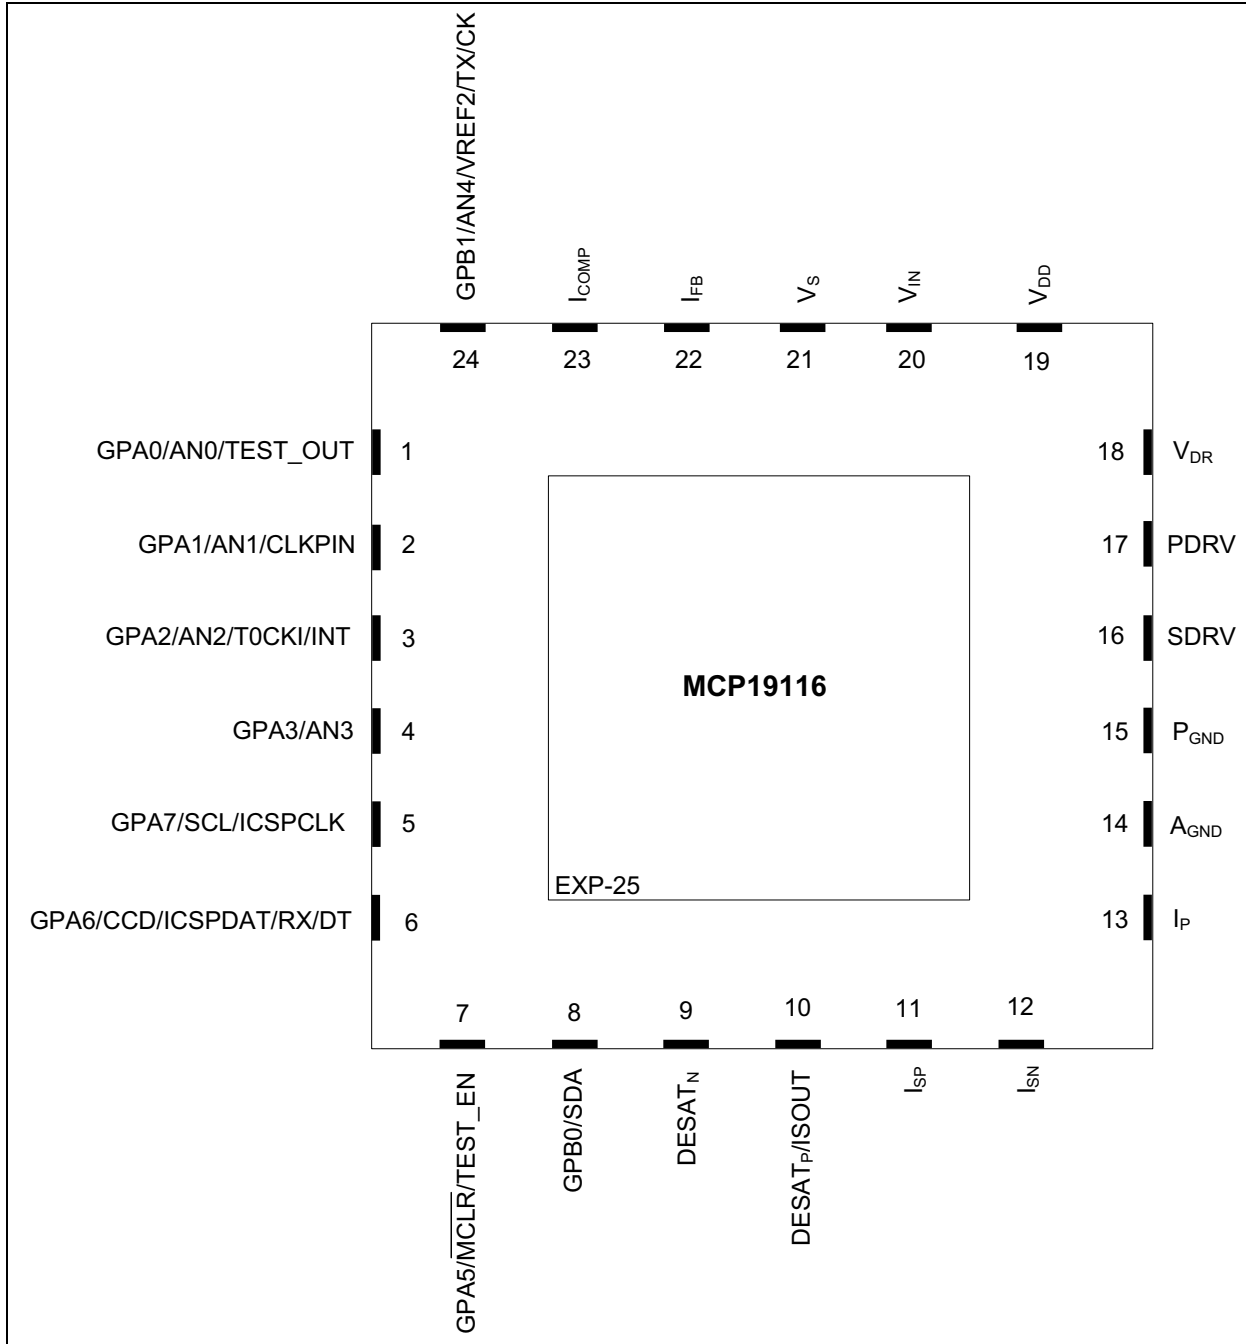 GPB1/AN4/VREF2/TX/CK
ICOMP
IFB
VS
VIN
VDD
24
23
22
21
20
19
GPA0/AN0/TEST_OUT 1
18 VDR
GPA1/AN1/CLKPIN 2
17 PDRV
GPA2/AN2/T0CKI/INT 3
16 SDRV
MCP19116
GPA3/AN3 4
15 PGND
GPA7/SCL/ICSPCLK 5
14 AGND
EXP-25
GPA6/CCD/ICSPDAT/RX/DT 6
13 IP
7
8
9
10
11
12
GPA5/MCLR/TEST_EN
GPB0/SDA
DESATN
DESATP/ISOUT
ISP
ISN